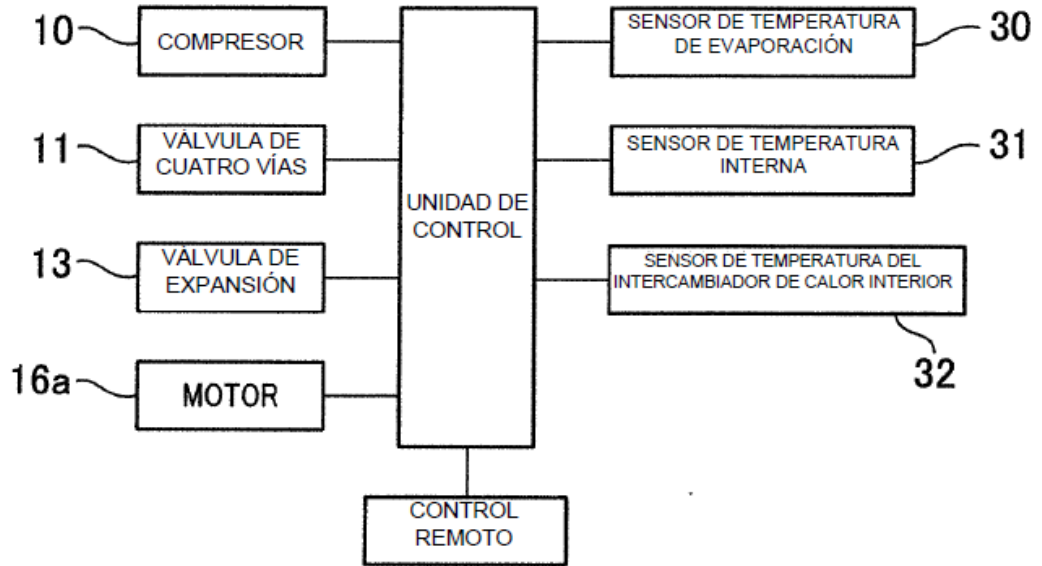 10
COMPRESOR
11
VÁLVULA DE
CUATRO VÍAS
13
VÁLVULA DE
EXPANSIÓN
16a
MOTOR
UNIDAD DE
CONTROL
CONTROL
REMOTO
SENSOR DE TEMPERATURA
DE EVAPORACIÓN
30
SENSOR DE TEMPERATURA
INTERNA
31
SENSOR DE TEMPERATURA DEL
INTERCAMBIADOR DE CALOR INTERIOR
32